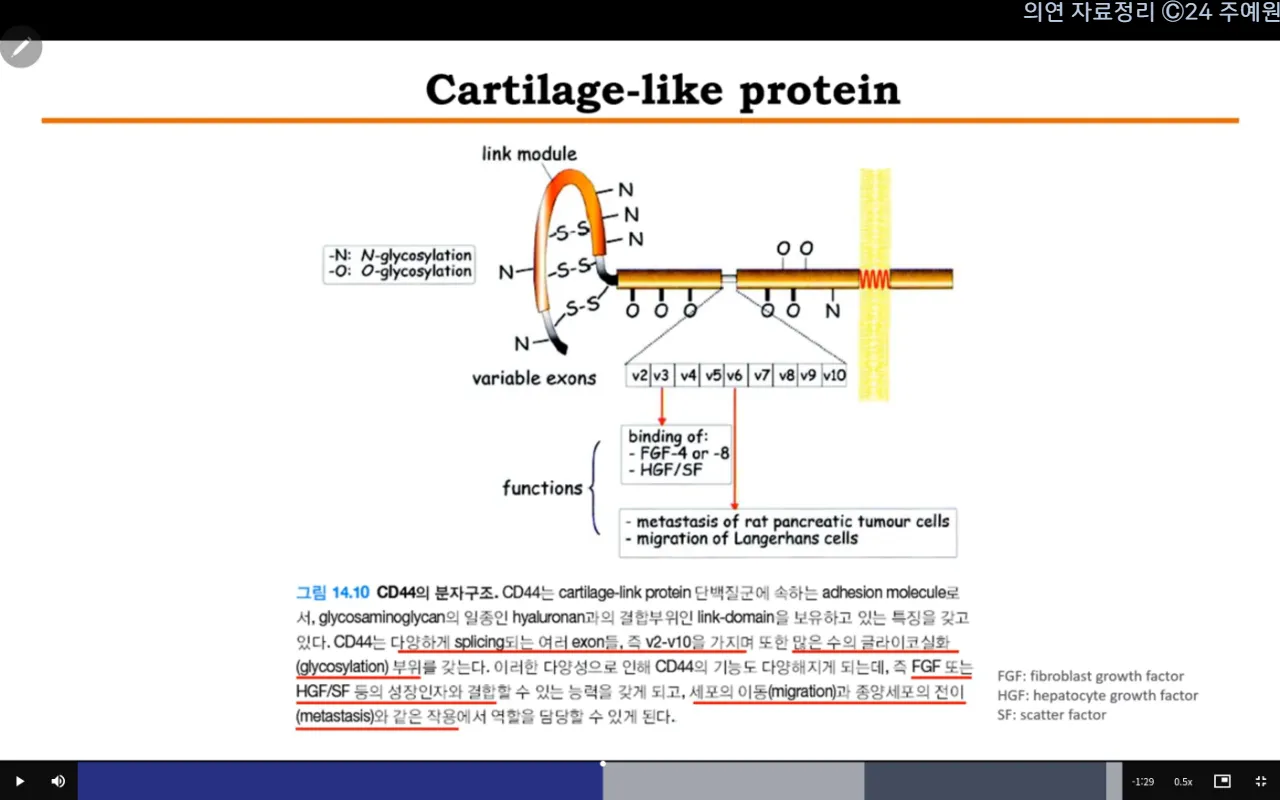 의연 자료정리 ©24 주예원
Cartilage-like protein
link module
N
N
N
-S-S
-N: N-glycosylation
-O: O-glycosylation
N
-S-S-
O O
S-S
O O O
O O N
N
variable exons
v2 v3 v4 v5 v6 v7 v8 v9 v10
binding of:
- FGF-4 or -8
- HGF/SF
functions
- metastasis of rat pancreatic tumour cells
- migration of Langerhans cells
그림 14.10 CD44의 분자구조. CD44는 cartilage-link protein 단백질군에 속하는 adhesion molecule로
서, glycosaminoglycan의 일종인 hyaluronan과의 결합부위인 link-domain을 보유하고 있는 특징을 갖고
있다. CD44는 다양하게 splicing되는 여러 exon들, 즉 v2-v10을 가지며 또한 많은 수의 글라이코실화
(glycosylation) 부위를 갖는다. 이러한 다양성으로 인해 CD44의 기능도 다양해지게 되는데, 즉 FGF 또는
HGF/SF 등의 성장인자와 결합할 수 있는 능력을 갖게 되고, 세포의 이동(migration)과 종양세포의 전이
(metastasis)와 같은 작용에서 역할을 담당할 수 있게 된다.
FGF: fibroblast growth factor
HGF: hepatocyte growth factor
SF: scatter factor
-1:29
0.5x